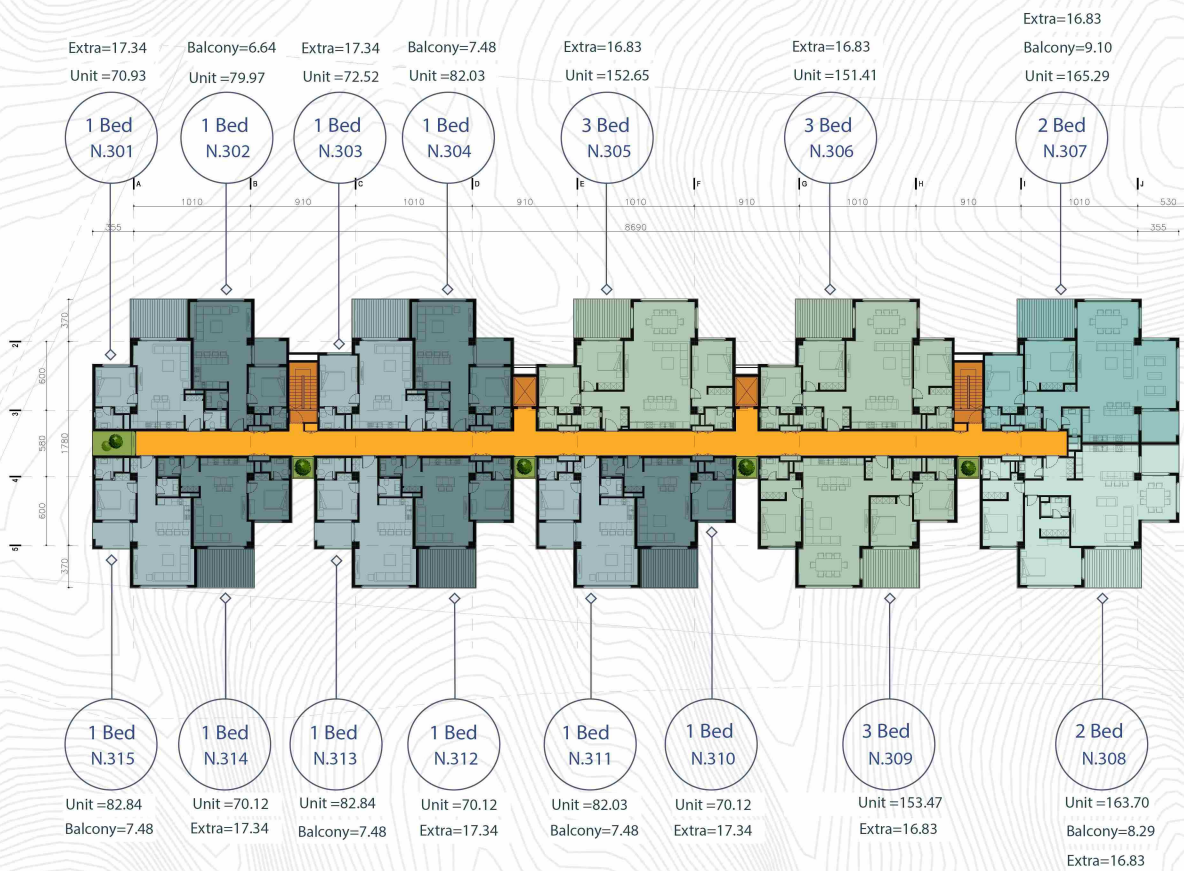 Extra=16.83
Extra=17.34 Balcony=6.64 Extra=17.34 Balcony=7.48 Extra=16.83 Extra=16.83 Balcony=9.10
Unit =70.93 Unit =79.97 Unit =72.52 Unit =82.03 Unit =152.65 Unit =151.41 Unit =165.29
1 Bed 1 Bed 1 Bed 1 Bed 3 Bed 3 Bed 2 Bed
N.301 N.302 N.303 N.304 N.305 N.306 N.307
A B C D E F G H I J
1010 910 1010 910 1010 910 1010 910 1010 530
355 8690 355
370
2
600
3
580 1780
4
600
5
370
1 Bed 1 Bed 1 Bed 1 Bed 1 Bed 1 Bed 3 Bed 2 Bed
N.315 N.314 N.313 N.312 N.311 N.310 N.309 N.308
Unit =82.84 Unit =70.12 Unit =82.84 Unit =70.12 Unit =82.03 Unit =70.12 Unit =153.47 Unit =163.70
Balcony=7.48 Extra=17.34 Balcony=7.48 Extra=17.34 Balcony=7.48 Extra=17.34 Extra=16.83 Balcony=8.29
Extra=16.83